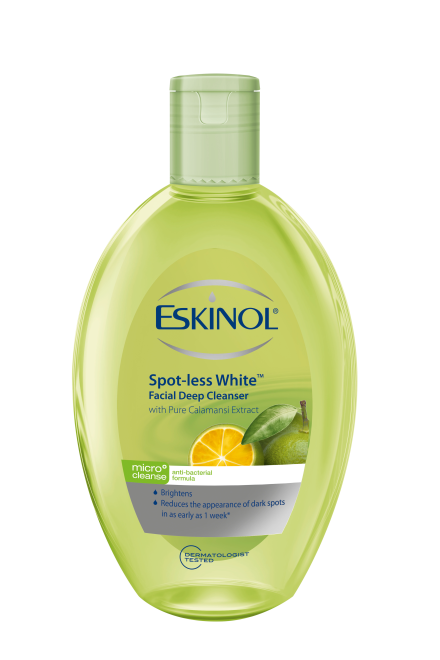 ESKINOL®
Spot-less White™
Facial Deep Cleanser
with Pure Calamansi Extract
micro°
cleanse
anti-bacterial
formula
Brightens
Reduces the appearance of dark spots
in as early as 1 week*
DERMATOLOGIST
TESTED